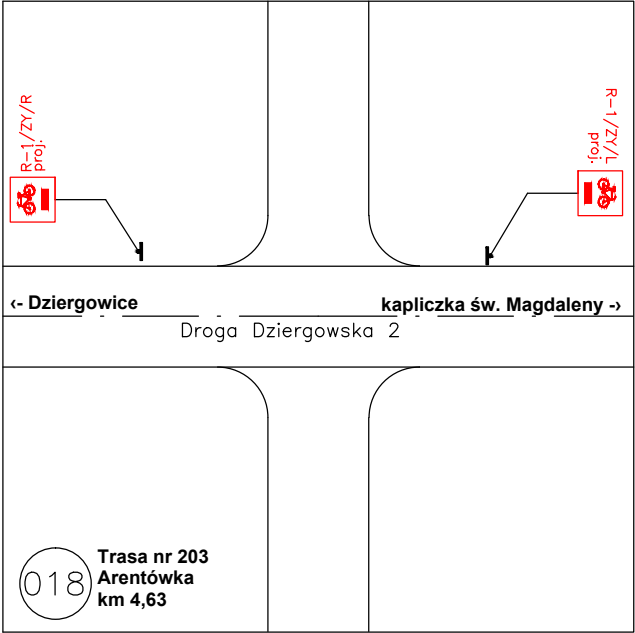 R-1/ZY/R
proj.
R-1/ZY/L
proj.
‹- Dziergowice
kapliczka św. Magdaleny -›
Droga Dziergowska 2
018
Trasa nr 203
Arentówka
km 4,63